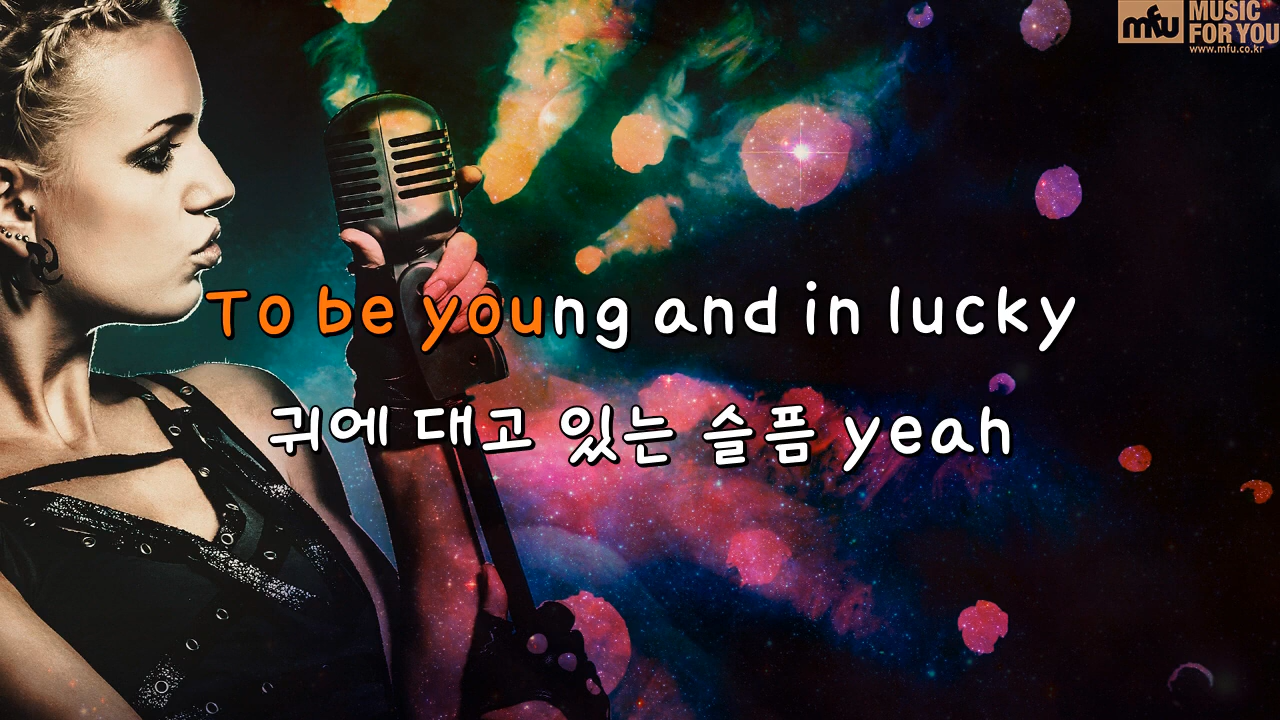 mfu MUSIC
FOR YOU
www.mfu.co.kr
To be young and in lucky
귀에 대고 있는 슬픔 yeah